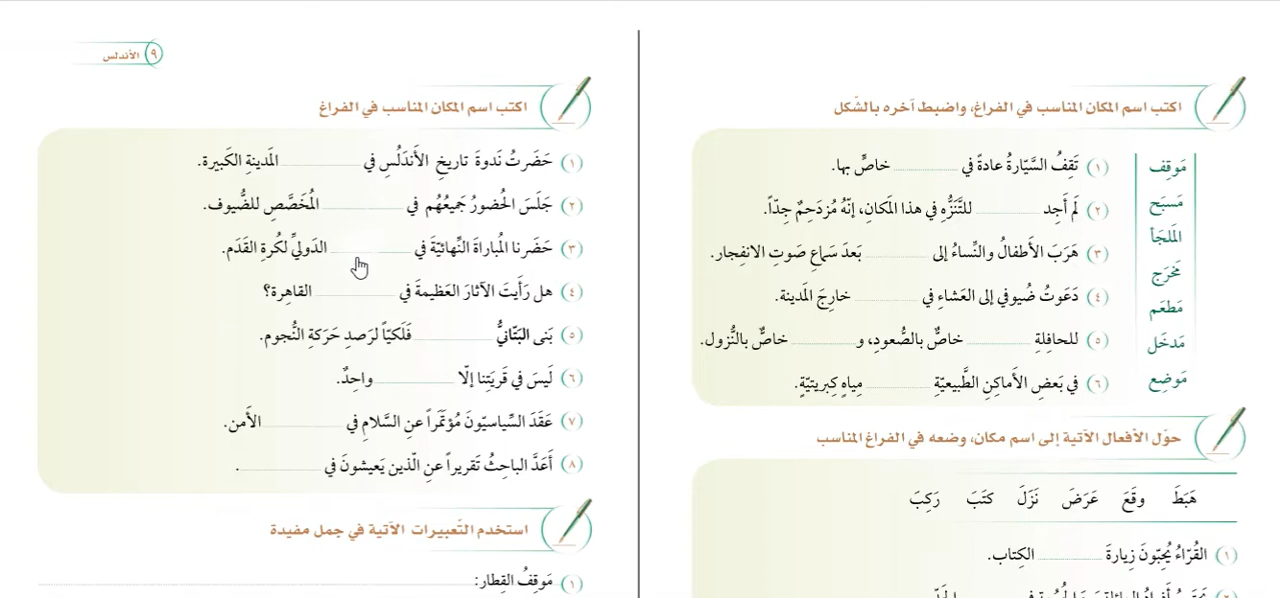 اكتب اسم المكان المناسب في الفراغ، واضبط آخره بالشّكل
مَوقِف
مَسبَح
المَلجَأ
مَخرَج
مَطعَم
مَدخَل
مَوضِع
(١) تَقِفُ السَّيّارةُ عادةً في ............ خاصٍّ بها.
(٢) لَم أَجِد ............ للتَّنَزُّهِ في هذا المَكانِ، إنّهُ مُزدَحِمٌ جِدّاً.
(٣) هَرَبَ الأَطفالُ والنِّساءُ إلى ............ بَعدَ سَماعِ صَوتِ الانفِجار.
(٤) دَعَوتُ ضُيوفي إلى العَشاءِ في ............ خارِجَ المَدينة.
(٥) للحافِلةِ ............ خاصٌّ بالصُّعودِ، و ............ خاصٌّ بالنُّزول.
(٦) في بَعضِ الأَماكِنِ الطَّبيعيّةِ ............ مِياهٍ كِبريتيّةٍ.
حوّل الأفعال الآتية إلى اسم مكان، وضعه في الفراغ المناسب
هَبَطَ وقَعَ عَرَضَ نَزَلَ كتَبَ رَكِبَ
(١) القُرّاءُ يُحِبّونَ زيارةَ ............ الكِتاب.
٩ الأندلس
اكتب اسم المكان المناسب في الفراغ
(١) حَضَرتُ نَدوةَ تاريخِ الأَندَلُسِ في ............ المَدينةِ الكَبيرة.
(٢) جَلَسَ الحُضورُ جَميعُهُم في ............ المُخَصَّصِ للضُّيوف.
(٣) حَضَرنا المُباراةَ النِّهائيّةَ في ............ الدَوليِّ لكُرةِ القَدَم.
(٤) هل رَأَيتَ الآثارَ العَظيمةَ في ............ القاهِرة؟
(٥) بَنى البَتّانيُّ ............ فَلَكيّاً لرَصدِ حَرَكةِ النُّجوم.
(٦) لَيسَ في قَريَتِنا إلّا ............ واحِدٌ.
(٧) عَقَدَ السِّياسيّونَ مُؤتَمَراً عنِ السَّلامِ في ............ الأَمن.
(٨) أَعَدَّ الباحِثُ تَقريراً عنِ الّذين يَعيشونَ في ............ .
استخدم التّعبيرات الآتية في جمل مفيدة
(١) مَوقِفُ القِطار: ............